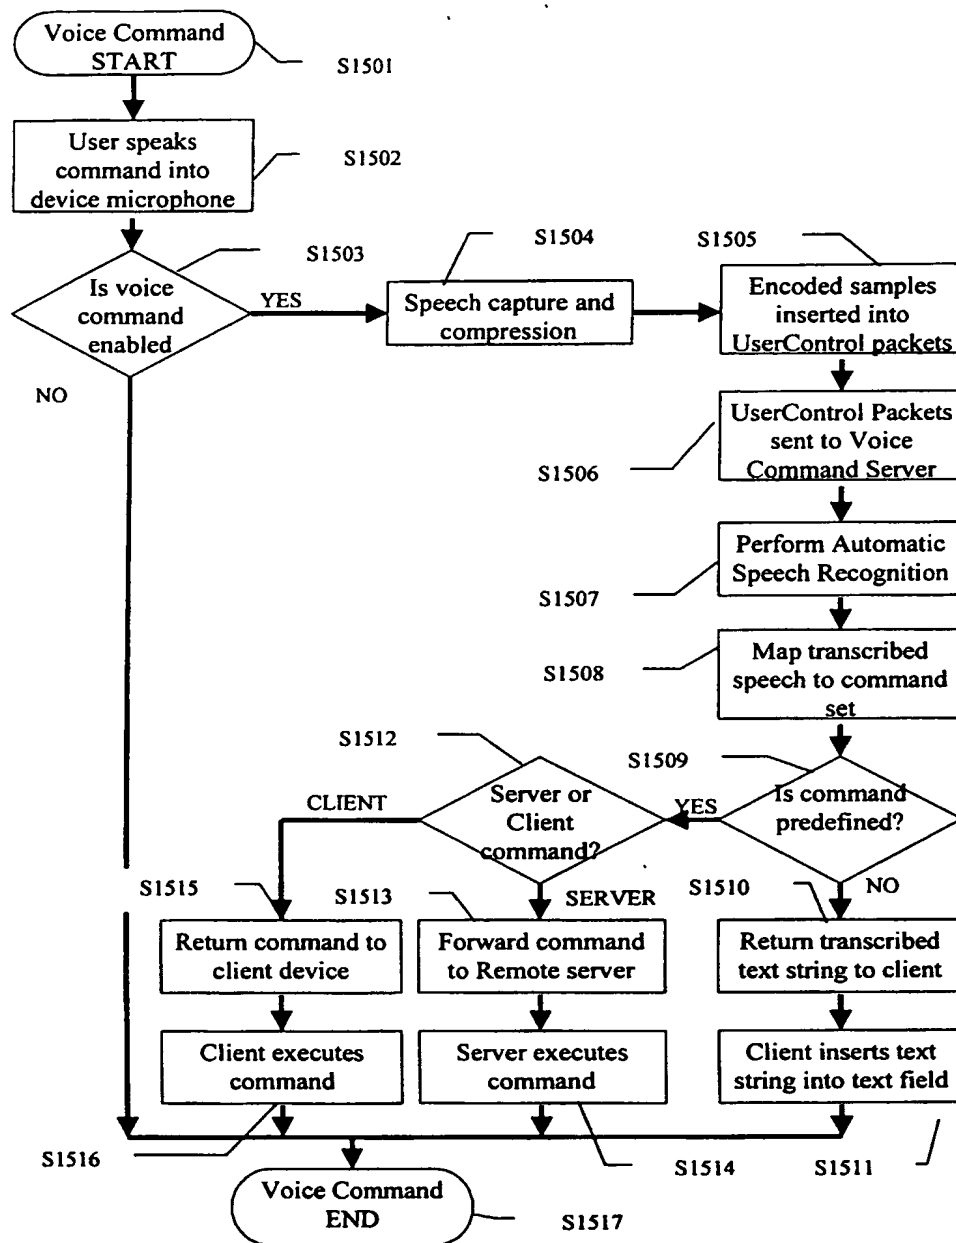 Voice Command
START
S1501
User speaks
command into
device microphone
S1502
Is voice
command
enabled
S1503
YES
NO
Speech capture and
compression
S1504
Encoded samples
inserted into
UserControl packets
S1505
UserControl Packets
sent to Voice
Command Server
S1506
Perform Automatic
Speech Recognition
S1507
Map transcribed
speech to command
set
S1508
Is command
predefined?
S1509
YES
NO
Server or
Client
command?
S1512
CLIENT
SERVER
S1515
Return command to
client device
S1513
Forward command
to Remote server
S1510
Return transcribed
text string to client
Client executes
command
S1516
Server executes
command
S1514
Client inserts text
string into text field
S1511
Voice Command
END
S1517